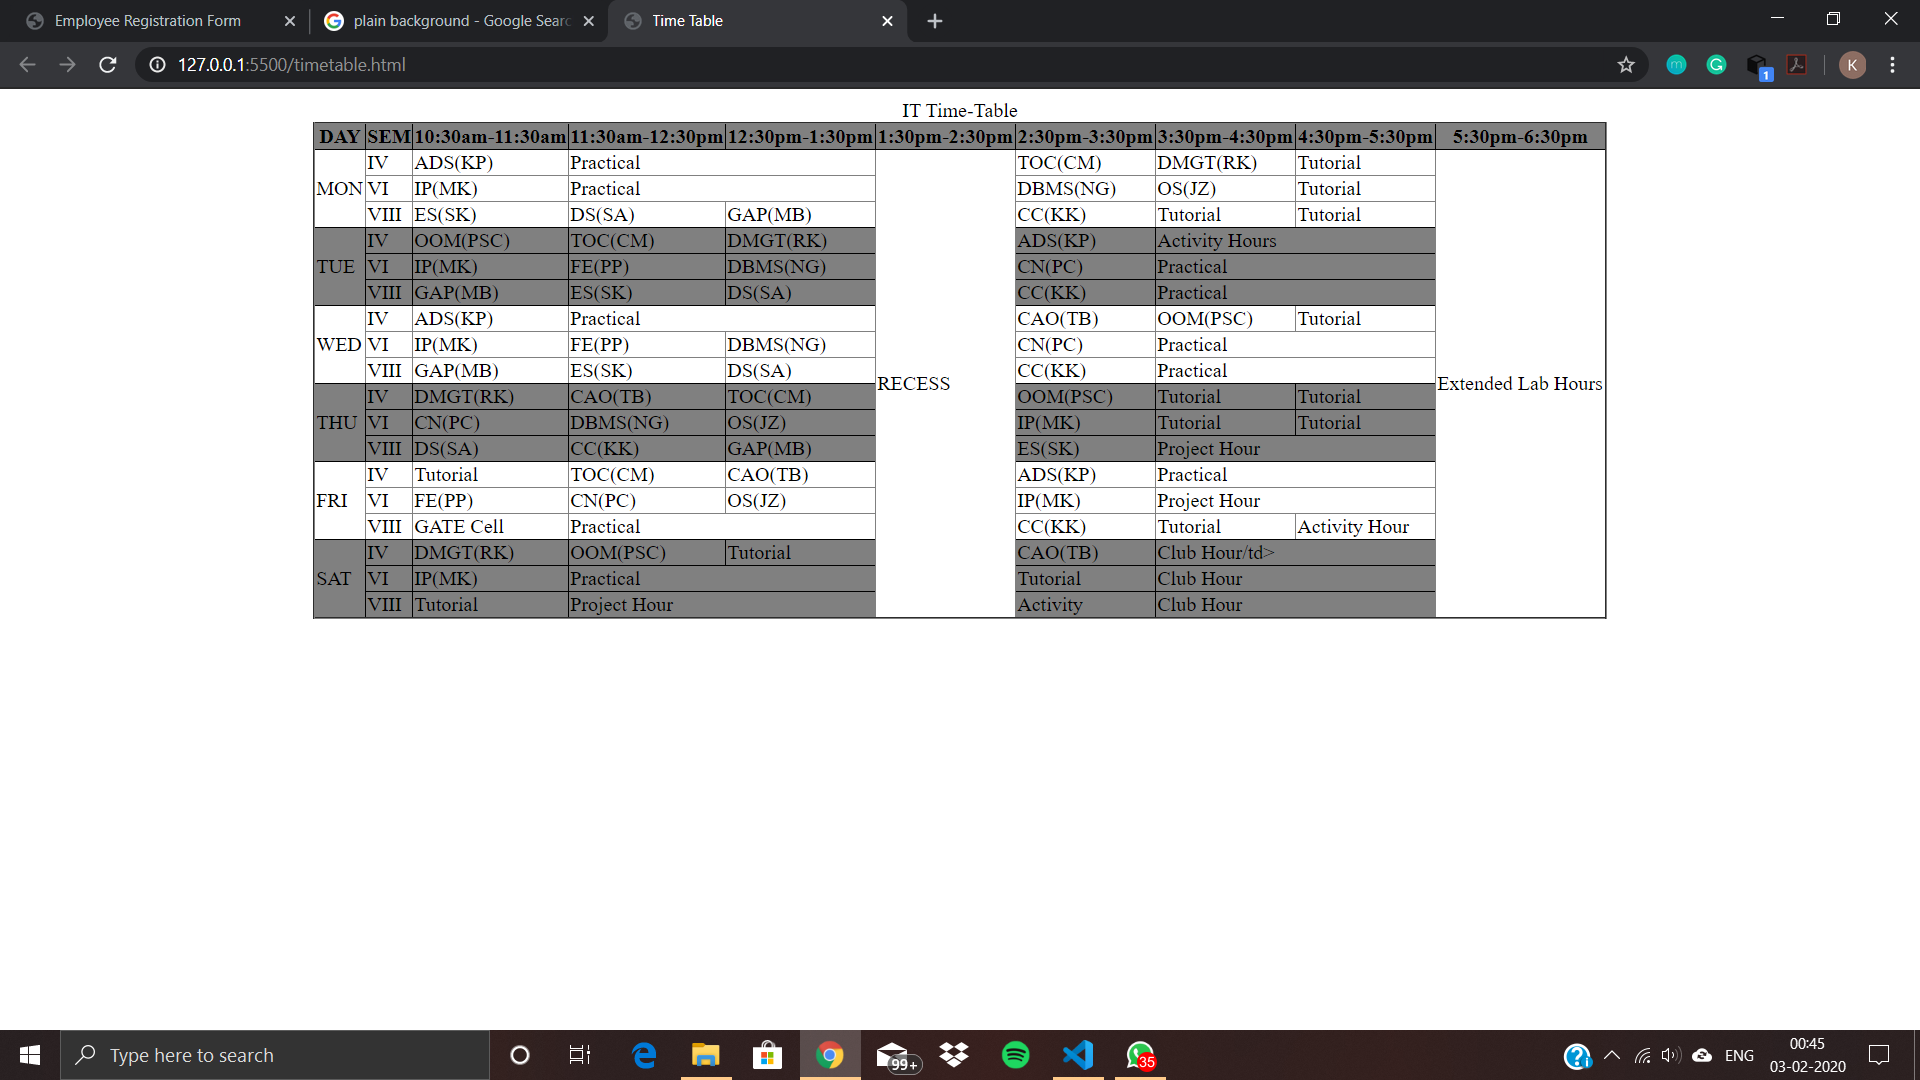 Employee Registration Form
plain background - Google Searc
Time Table
127.0.0.1:5500/timetable.html
1
K
IT Time-Table
DAY SEM 10:30am-11:30am 11:30am-12:30pm 12:30pm-1:30pm 1:30pm-2:30pm 2:30pm-3:30pm 3:30pm-4:30pm 4:30pm-5:30pm 5:30pm-6:30pm
IV ADS(KP) Practical TOC(CM) DMGT(RK) Tutorial
MON VI IP(MK) Practical DBMS(NG) OS(JZ) Tutorial
VIII ES(SK) DS(SA) GAP(MB) CC(KK) Tutorial Tutorial
IV OOM(PSC) TOC(CM) DMGT(RK) ADS(KP) Activity Hours
TUE VI IP(MK) FE(PP) DBMS(NG) CN(PC) Practical
VIII GAP(MB) ES(SK) DS(SA) CC(KK) Practical
IV ADS(KP) Practical CAO(TB) OOM(PSC) Tutorial
WED VI IP(MK) FE(PP) DBMS(NG) CN(PC) Practical
VIII GAP(MB) ES(SK) DS(SA) CC(KK) Practical
RECESS Extended Lab Hours
IV DMGT(RK) CAO(TB) TOC(CM) OOM(PSC) Tutorial Tutorial
THU VI CN(PC) DBMS(NG) OS(JZ) IP(MK) Tutorial Tutorial
VIII DS(SA) CC(KK) GAP(MB) ES(SK) Project Hour
IV Tutorial TOC(CM) CAO(TB) ADS(KP) Practical
FRI VI FE(PP) CN(PC) OS(JZ) IP(MK) Project Hour
VIII GATE Cell Practical CC(KK) Tutorial Activity Hour
IV DMGT(RK) OOM(PSC) Tutorial CAO(TB) Club Hour/td>
SAT VI IP(MK) Practical Tutorial Club Hour
VIII Tutorial Project Hour Activity Club Hour
Type here to search
99+
35
ENG
00:45
03-02-2020